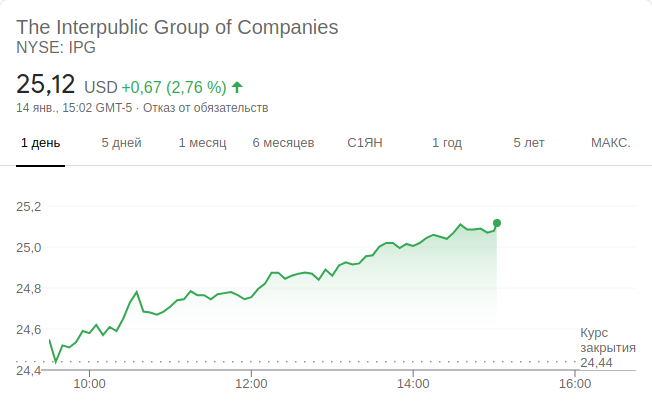 The Interpublic Group of Companies
NYSE: IPG
25,12 USD +0,67 (2,76 %)
14 янв., 15:02 GMT-5 · Отказ от обязательств
1 день 5 дней 1 месяц 6 месяцев С1ЯН 1 год 5 лет МАКС.
25,2
25,0
24,8
24,6
Курс
закрытия
24,44
24,4
10:00 12:00 14:00 16:00